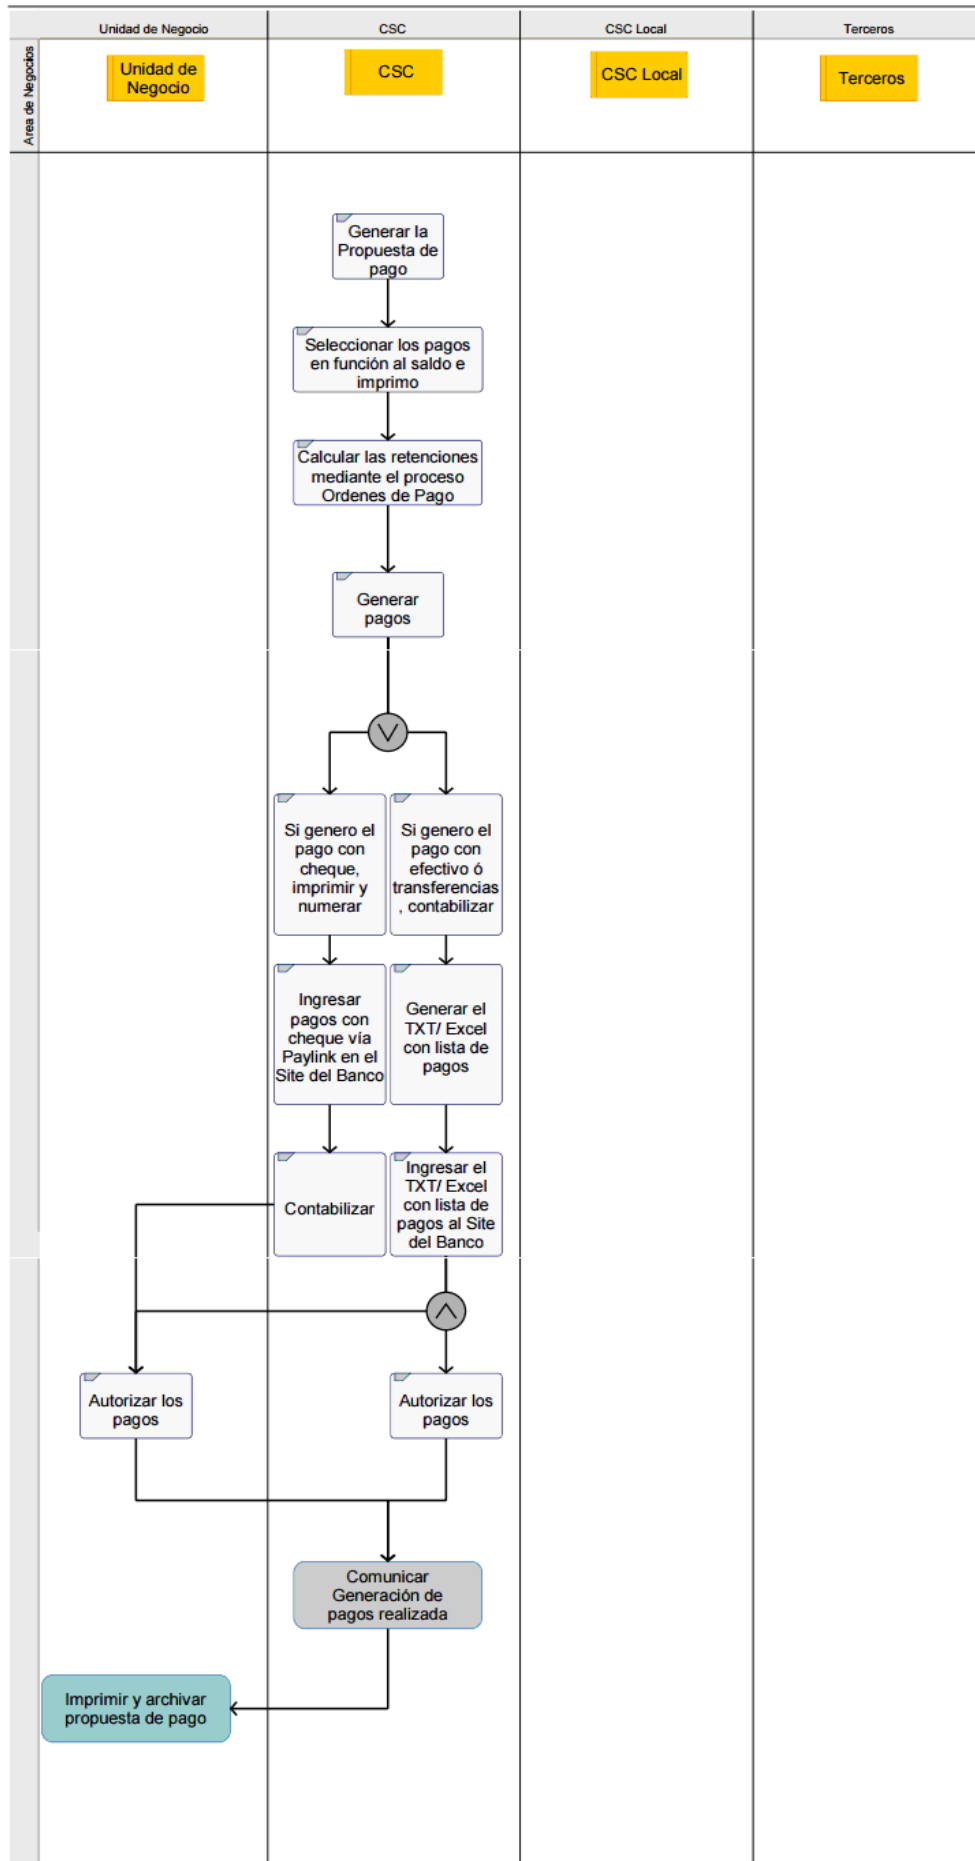 Unidad de Negocio
CSC
CSC Local
Terceros
Area de Negocios
Unidad de
Negocio
CSC
CSC Local
Terceros
Generar la
Propuesta de
pago
Seleccionar los pagos
en función al saldo e
imprimo
Calcular las retenciones
mediante el proceso
Ordenes de Pago
Generar
pagos
Si genero el
pago con
cheque,
imprimir y
numerar
Si genero el
pago con
efectivo ó
transferencias
, contabilizar
Ingresar
pagos con
cheque vía
Paylink en el
Site del Banco
Generar el
TXT/ Excel
con lista de
pagos
Contabilizar
Ingresar el
TXT/ Excel
con lista de
pagos al Site
del Banco
Autorizar los
pagos
Autorizar los
pagos
Comunicar
Generación de
pagos realizada
Imprimir y archivar
propuesta de pago